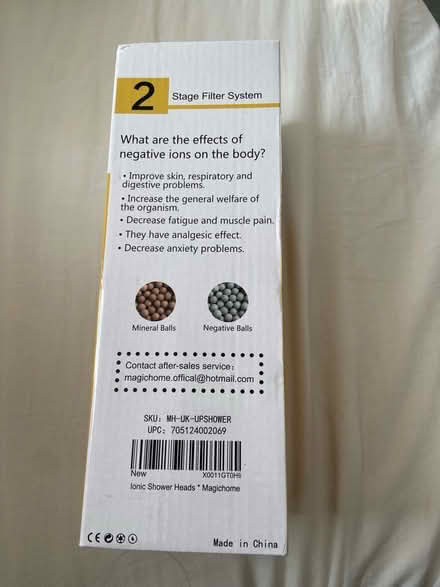 2 Stage Filter System
What are the effects of
negative ions on the body?
• Improve skin, respiratory and
digestive problems.
• Increase the general welfare of
the organism.
• Decrease fatigue and muscle pain.
• They have analgesic effect.
• Decrease anxiety problems.
Mineral Balls Negative Balls
Contact after-sales service:
magichome.offical@hotmail.com
SKU: MH-UK-UPSHOWER
UPC: 705124002069
New
Ionic Shower Heads * Magichome
CE Made in China